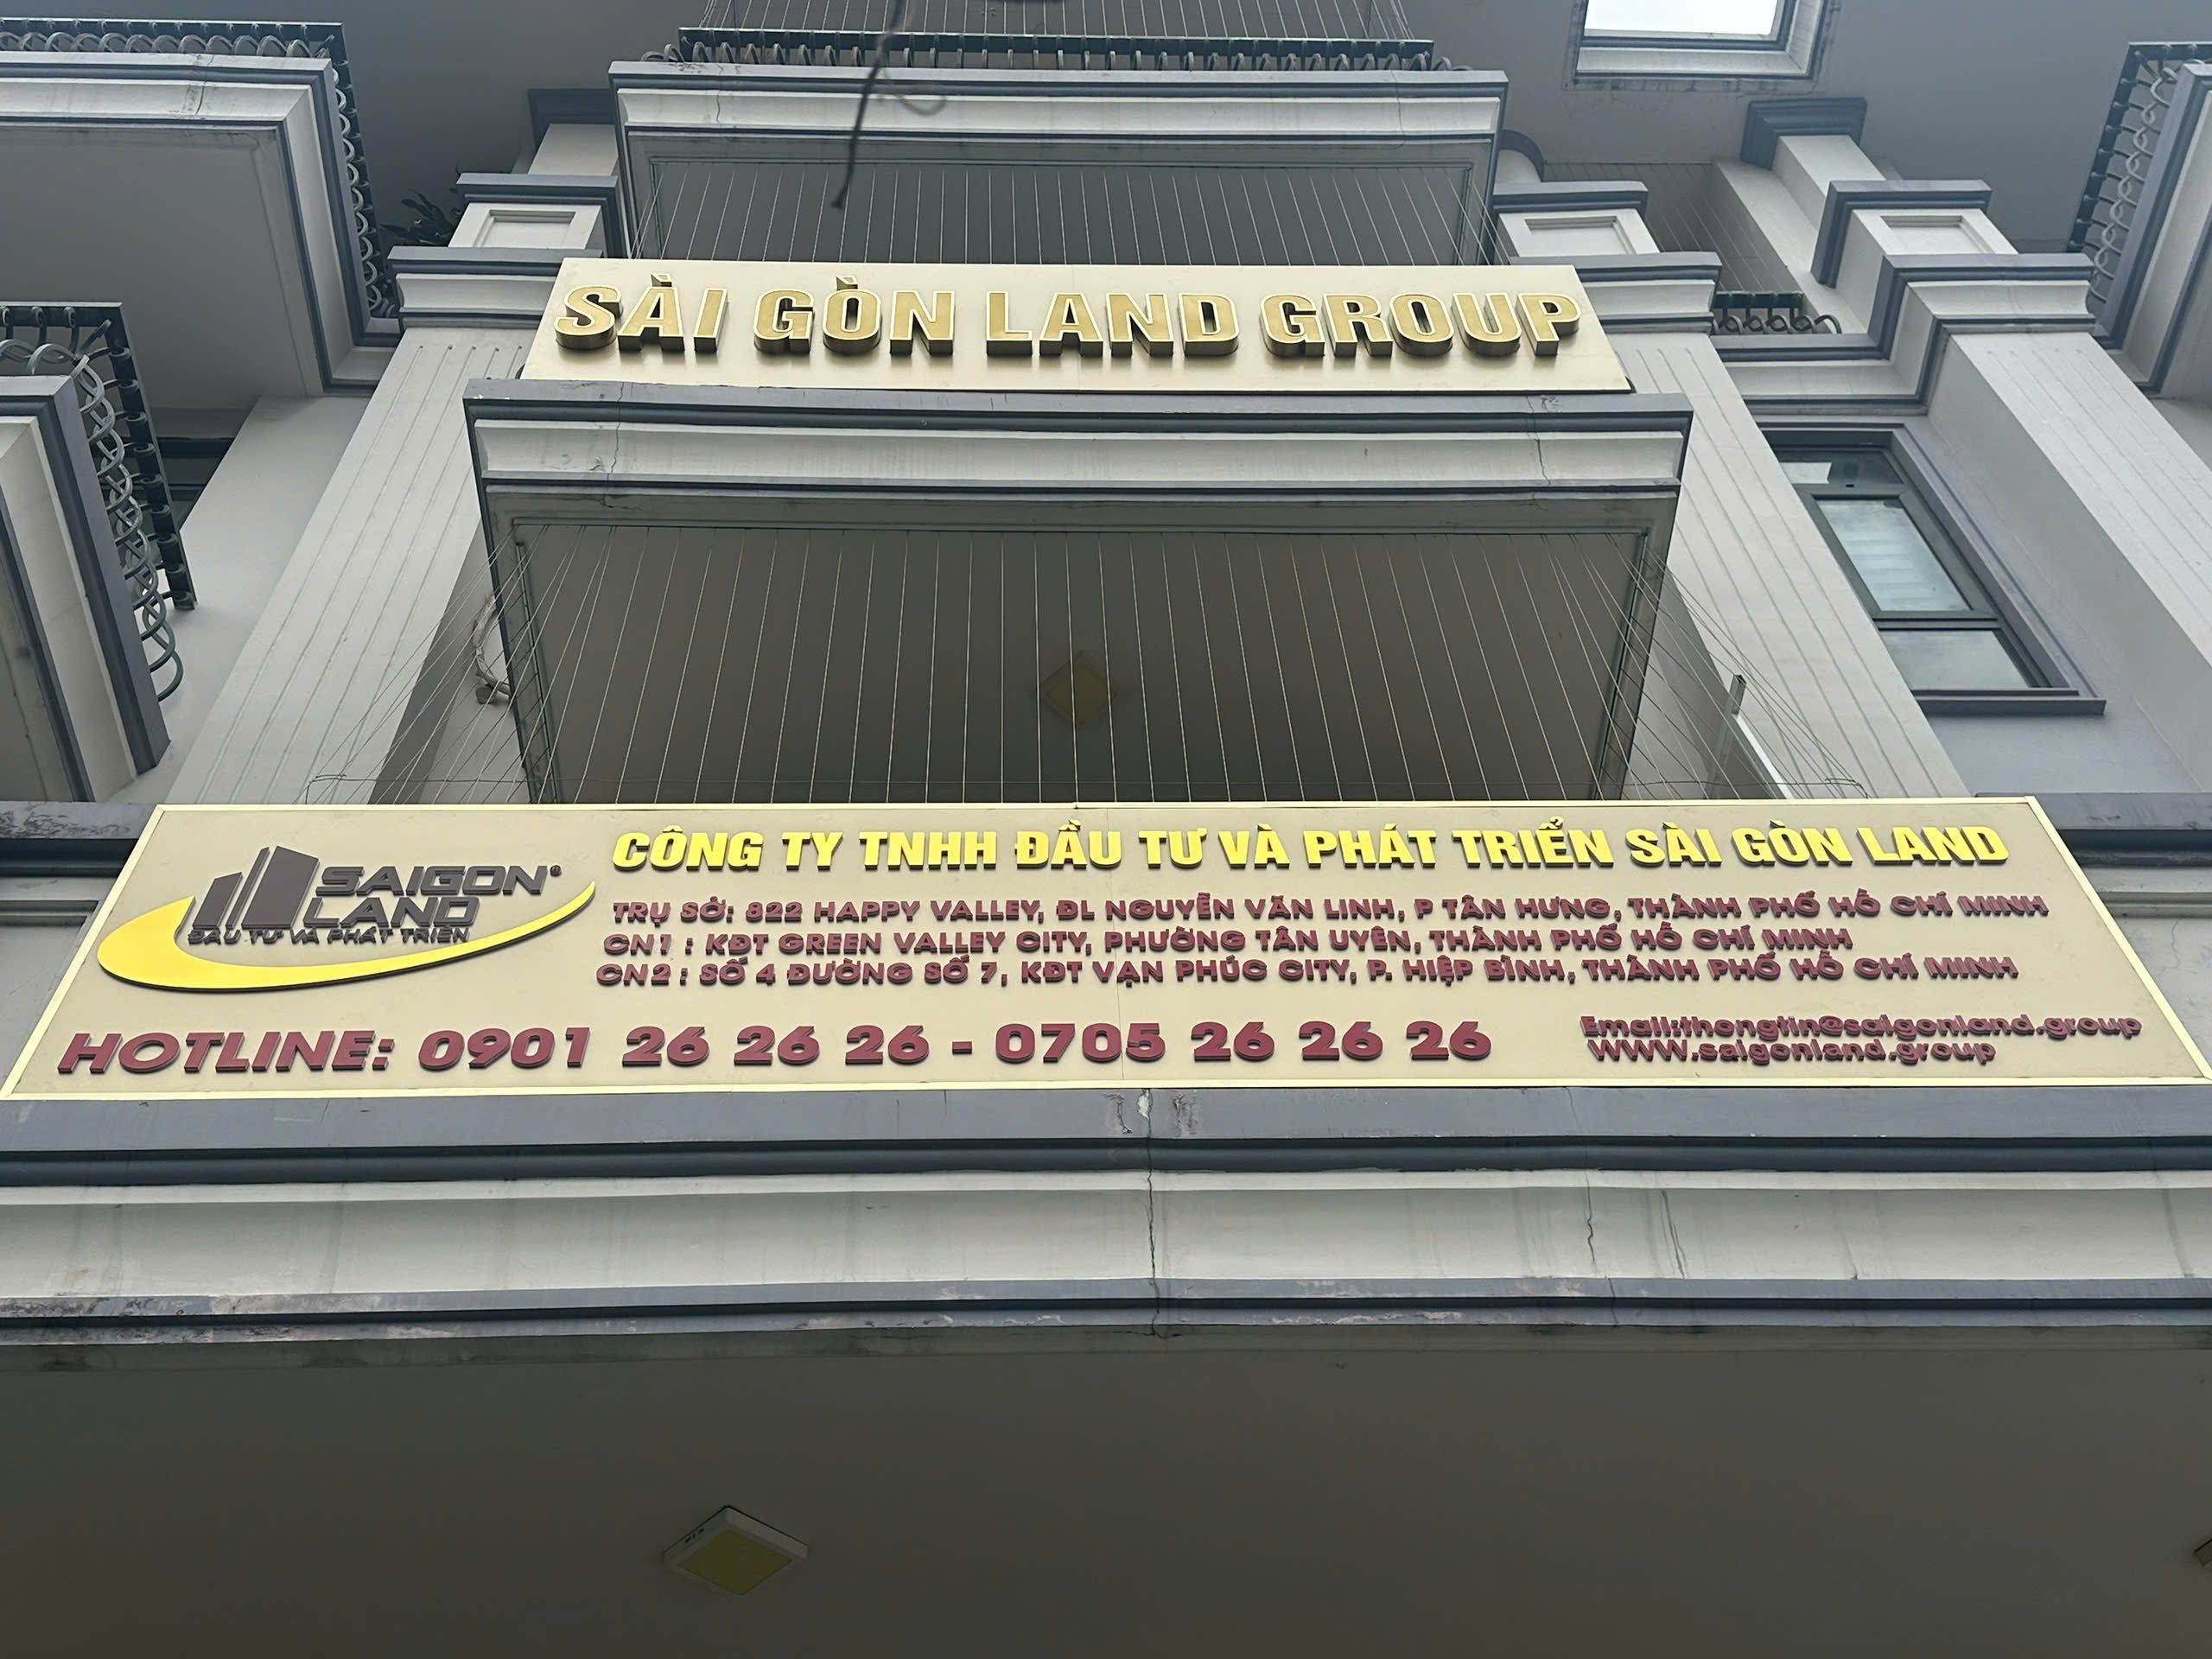 SÀI GÒN LAND GROUP
SAIGON LAND®
ĐẦU TƯ VÀ PHÁT TRIỂN
CÔNG TY TNHH ĐẦU TƯ VÀ PHÁT TRIỂN SÀI GÒN LAND
TRỤ SỞ: 822 HAPPY VALLEY, ĐL NGUYỄN VĂN LINH, P TÂN HƯNG, THÀNH PHỐ HỒ CHÍ MINH
CN1 : KĐT GREEN VALLEY CITY, PHƯỜNG TÂN UYÊN, THÀNH PHỐ HỒ CHÍ MINH
CN2 : SỐ 4 ĐƯỜNG SỐ 7, KĐT VẠN PHÚC CITY, P. HIỆP BÌNH, THÀNH PHỐ HỒ CHÍ MINH
HOTLINE: 0901 26 26 26 - 0705 26 26 26
Email:thongtin@saigonland.group
WWW.saigonland.group